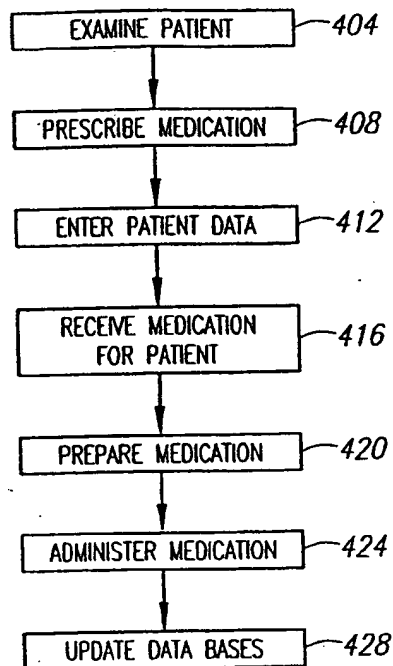 EXAMINE PATIENT 404
PRESCRIBE MEDICATION 408
ENTER PATIENT DATA 412
RECEIVE MEDICATION
FOR PATIENT 416
PREPARE MEDICATION 420
ADMINISTER MEDICATION 424
UPDATE DATA BASES 428